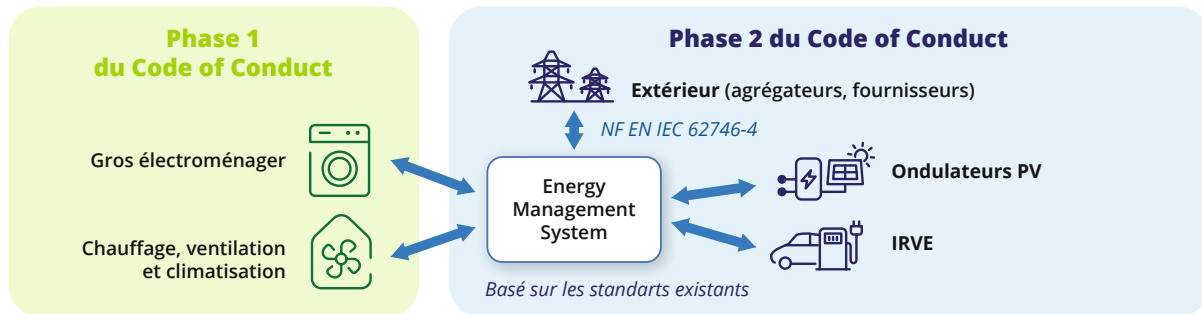 Phase 1
du Code of Conduct
Gros électroménager
Chauffage, ventilation
et climatisation
Phase 2 du Code of Conduct
Extérieur (agrégateurs, fournisseurs)
NF EN IEC 62746-4
Energy
Management
System
Ondulateurs PV
IRVE
Basé sur les standarts existants